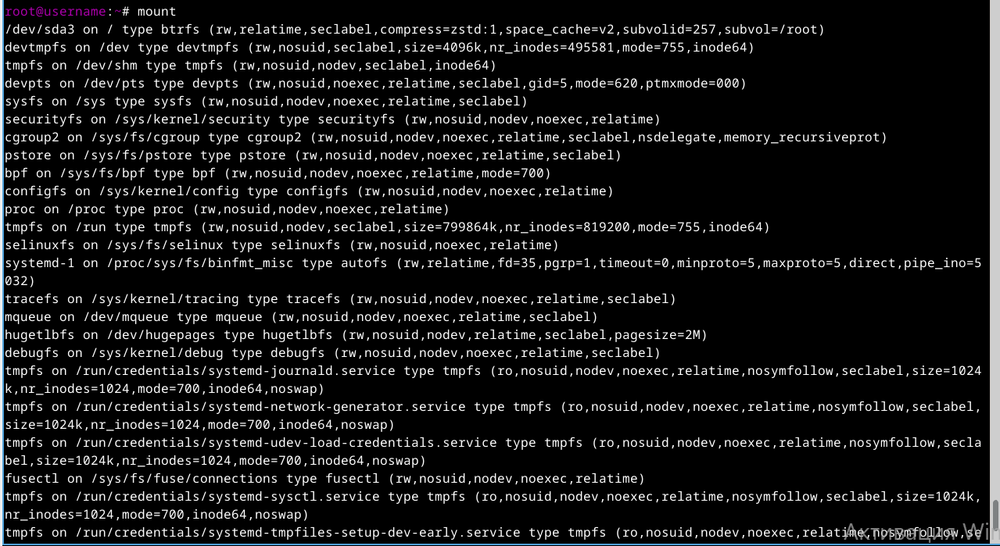 root@username:~# mount
/dev/sda3 on / type btrfs (rw,relatime,seclabel,compress=zstd:1,space_cache=v2,subvolid=257,subvol=/root)
devtmpfs on /dev type devtmpfs (rw,nosuid,seclabel,size=4096k,nr_inodes=495581,mode=755,inode64)
tmpfs on /dev/shm type tmpfs (rw,nosuid,nodev,seclabel,inode64)
devpts on /dev/pts type devpts (rw,nosuid,noexec,relatime,seclabel,gid=5,mode=620,ptmxmode=000)
sysfs on /sys type sysfs (rw,nosuid,nodev,noexec,relatime,seclabel)
securityfs on /sys/kernel/security type securityfs (rw,nosuid,nodev,noexec,relatime)
cgroup2 on /sys/fs/cgroup type cgroup2 (rw,nosuid,nodev,noexec,relatime,seclabel,nsdelegate,memory_recursiveprot)
pstore on /sys/fs/pstore type pstore (rw,nosuid,nodev,noexec,relatime,seclabel)
bpf on /sys/fs/bpf type bpf (rw,nosuid,nodev,noexec,relatime,mode=700)
configfs on /sys/kernel/config type configfs (rw,nosuid,nodev,noexec,relatime)
proc on /proc type proc (rw,nosuid,nodev,noexec,relatime)
tmpfs on /run type tmpfs (rw,nosuid,nodev,seclabel,size=799864k,nr_inodes=819200,mode=755,inode64)
selinuxfs on /sys/fs/selinux type selinuxfs (rw,nosuid,noexec,relatime)
systemd-1 on /proc/sys/fs/binfmt_misc type autofs (rw,relatime,fd=35,pgrp=1,timeout=0,minproto=5,maxproto=5,direct,pipe_ino=5
032)
tracefs on /sys/kernel/tracing type tracefs (rw,nosuid,nodev,noexec,relatime,seclabel)
mqueue on /dev/mqueue type mqueue (rw,nosuid,nodev,noexec,relatime,seclabel)
hugetlbfs on /dev/hugepages type hugetlbfs (rw,nosuid,nodev,relatime,seclabel,pagesize=2M)
debugfs on /sys/kernel/debug type debugfs (rw,nosuid,nodev,noexec,relatime,seclabel)
tmpfs on /run/credentials/systemd-journald.service type tmpfs (ro,nosuid,nodev,noexec,relatime,nosymfollow,seclabel,size=1024
k,nr_inodes=1024,mode=700,inode64,noswap)
tmpfs on /run/credentials/systemd-network-generator.service type tmpfs (ro,nosuid,nodev,noexec,relatime,nosymfollow,seclabel,
size=1024k,nr_inodes=1024,mode=700,inode64,noswap)
tmpfs on /run/credentials/systemd-udev-load-credentials.service type tmpfs (ro,nosuid,nodev,noexec,relatime,nosymfollow,secla
bel,size=1024k,nr_inodes=1024,mode=700,inode64,noswap)
fusectl on /sys/fs/fuse/connections type fusectl (rw,nosuid,nodev,noexec,relatime)
tmpfs on /run/credentials/systemd-sysctl.service type tmpfs (ro,nosuid,nodev,noexec,relatime,nosymfollow,seclabel,size=1024k,
nr_inodes=1024,mode=700,inode64,noswap)
tmpfs on /run/credentials/systemd-tmpfiles-setup-dev-early.service type tmpfs (ro,nosuid,nodev,noexec,relatime,nosymfollow,se
Активация Wi